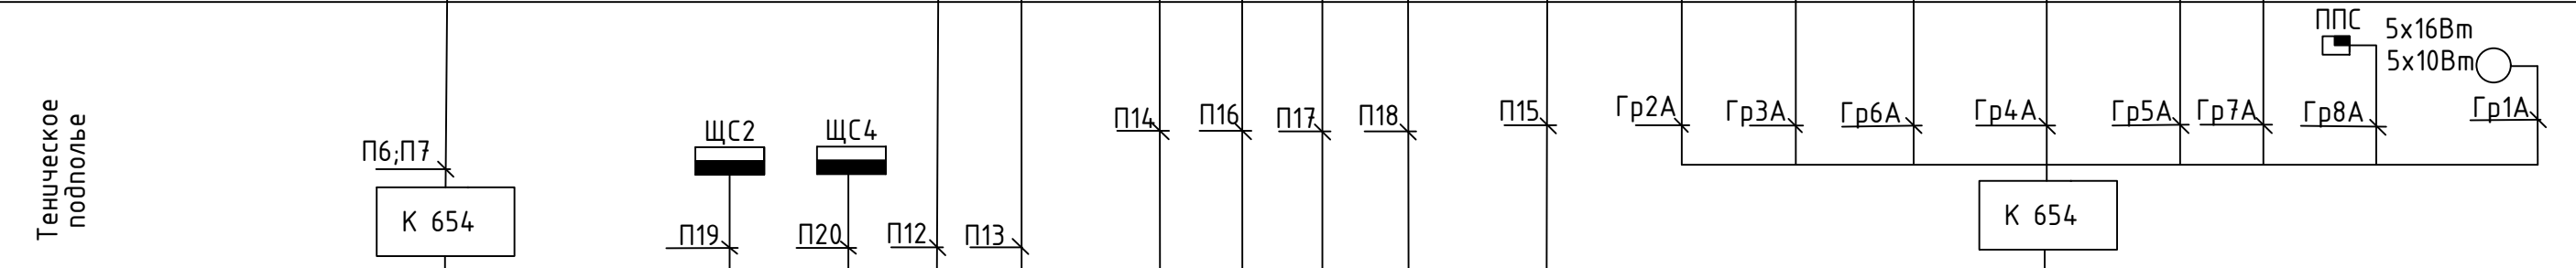 Теническое
подполье
П6;П7
К 654
ЩС2
ЩС4
П19
П20
П12
П13
П14
П16
П17
П18
П15
Гр2А
Гр3А
Гр6А
Гр4А
Гр5А
Гр7А
Гр8А
Гр1А
ППС
5х16Вт
5х10Вт
К 654